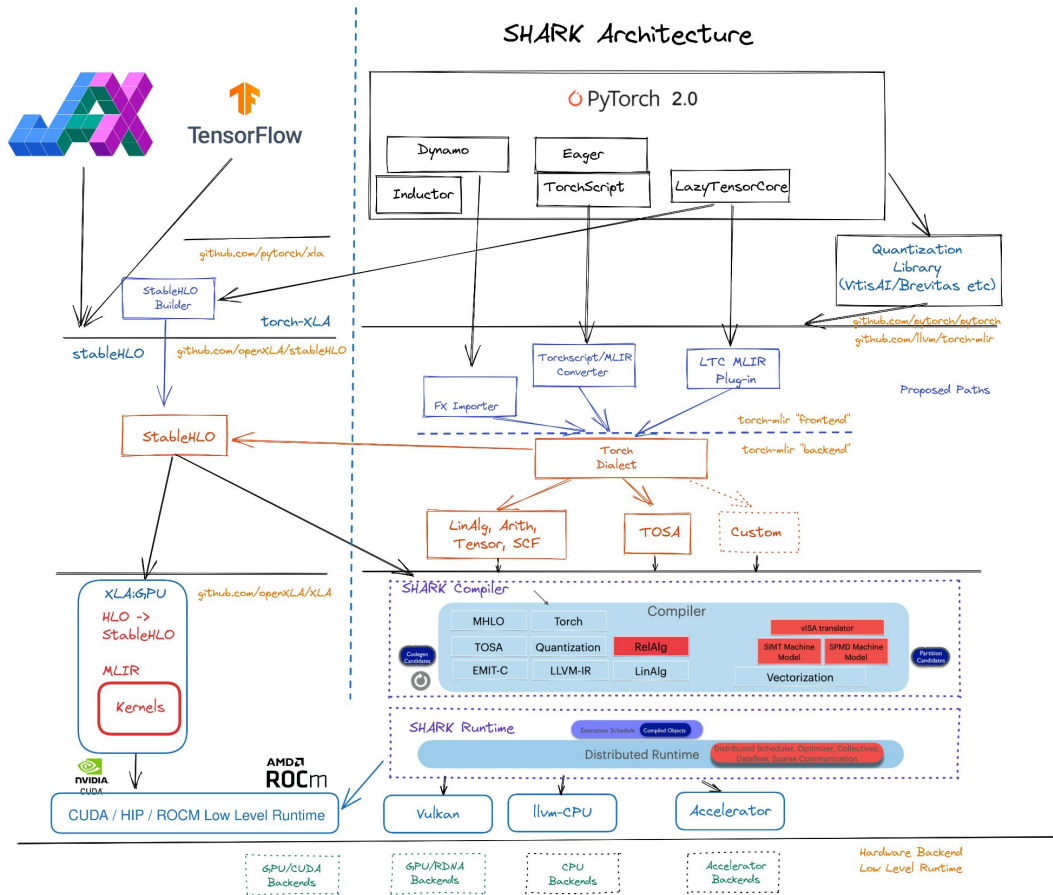 SHARK Architecture
JAX
TensorFlow
PyTorch 2.0
Dynamo
Inductor
Eager
TorchScript
LazyTensorCore
github.com/pytorch/xla
StableHLO
Builder
torch-XLA
Quantization
Library
(VitisAI/Brevitas etc)
github.com/pytorch/pytorch
github.com/llvm/torch-mlir
stableHLO
github.com/openXLA/stableHLO
Torchscript/MLIR
Converter
LTC MLIR
Plug-in
FX Importer
Proposed Paths
torch-mlir "frontend"
torch-mlir "backend"
StableHLO
Torch
Dialect
LinAlg, Arith,
Tensor, SCF
TOSA
Custom
XLA:GPU
HLO ->
StableHLO
MLIR
Kernels
github.com/openXLA/XLA
SHARK Compiler
Compiler
MHLO
Torch
TOSA
Quantization
RelAlg
EMIT-C
LLVM-IR
LinAlg
vISA translator
SIMT Machine
Model
SPMD Machine
Model
Vectorization
Codegen
Candidates
Partition
Candidates
SHARK Runtime
Execution Schedule
Compiled Objects
Distributed Runtime
Distributed Scheduler, Optimizer, Collectives,
Dataflow, Sparse Communication
NVIDIA
CUDA
AMD
ROCm
CUDA / HIP / ROCM Low Level Runtime
Vulkan
llvm-CPU
Accelerator
GPU/CUDA
Backends
GPU/RDNA
Backends
CPU
Backends
Accelerator
Backends
Hardware Backend
Low Level Runtime